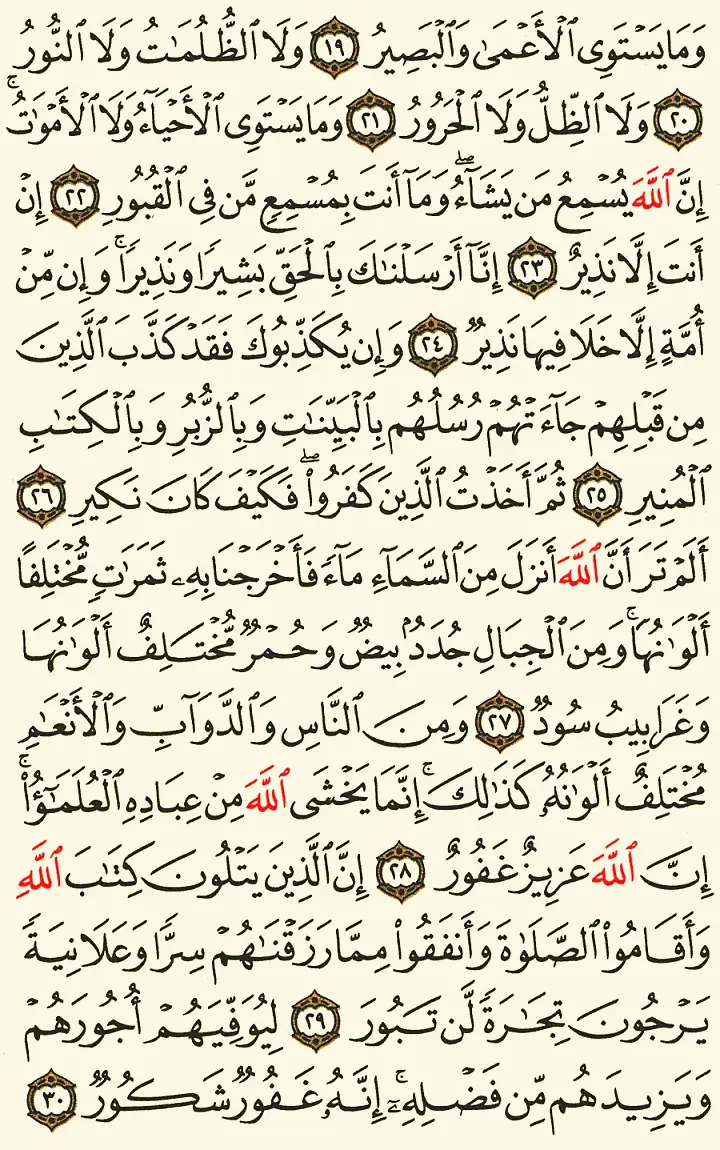 وَمَا يَسْتَوِى ٱلْأَعْمَىٰ وَٱلْبَصِيرُ ١٩ وَلَا ٱلظُّلُمَٰتُ وَلَا ٱلنُّورُ
٢٠ وَلَا ٱلظِّلُّ وَلَا ٱلْحَرُورُ ٢١ وَمَا يَسْتَوِى ٱلْأَحْيَآءُ وَلَا ٱلْأَمْوَٰتُ ۚ
إِنَّ ٱللَّهَ يُسْمِعُ مَن يَشَآءُ ۖ وَمَآ أَنتَ بِمُسْمِعٍ مَّن فِى ٱلْقُبُورِ ٢٢ إِنْ
أَنتَ إِلَّا نَذِيرٌ ٢٣ إِنَّآ أَرْسَلْنَٰكَ بِٱلْحَقِّ بَشِيرًا وَنَذِيرًا ۚ وَإِن مِّنْ
أُمَّةٍ إِلَّا خَلَا فِيهَا نَذِيرٌ ٢٤ وَإِن يُكَذِّبُوكَ فَقَدْ كَذَّبَ ٱلَّذِينَ
مِن قَبْلِهِمْ جَآءَتْهُمْ رُسُلُهُم بِٱلْبَيِّنَٰتِ وَبِٱلزُّبُرِ وَبِٱلْكِتَٰبِ
ٱلْمُنِيرِ ٢٥ ثُمَّ أَخَذْتُ ٱلَّذِينَ كَفَرُوا۟ ۖ فَكَيْفَ كَانَ نَكِيرِ ٢٦
أَلَمْ تَرَ أَنَّ ٱللَّهَ أَنزَلَ مِنَ ٱلسَّمَآءِ مَآءً فَأَخْرَجْنَا بِهِۦ ثَمَرَٰتٍ مُّخْتَلِفًا
أَلْوَٰنُهَا ۚ وَمِنَ ٱلْجِبَالِ جُدَدٌۢ بِيضٌ وَحُمْرٌ مُّخْتَلِفٌ أَلْوَٰنُهَا
وَغَرَابِيبُ سُودٌ ٢٧ وَمِنَ ٱلنَّاسِ وَٱلدَّوَآبِّ وَٱلْأَنْعَٰمِ
مُخْتَلِفٌ أَلْوَٰنُهُۥ كَذَٰلِكَ ۗ إِنَّمَا يَخْشَى ٱللَّهَ مِنْ عِبَادِهِ ٱلْعُلَمَٰٓؤُا۟ ۗ
إِنَّ ٱللَّهَ عَزِيزٌ غَفُورٌ ٢٨ إِنَّ ٱلَّذِينَ يَتْلُونَ كِتَٰبَ ٱللَّهِ
وَأَقَامُوا۟ ٱلصَّلَوٰةَ وَأَنفَقُوا۟ مِمَّا رَزَقْنَٰهُمْ سِرًّا وَعَلَانِيَةً
يَرْجُونَ تِجَٰرَةً لَّن تَبُورَ ٢٩ لِيُوَفِّيَهُمْ أُجُورَهُمْ
وَيَزِيدَهُم مِّن فَضْلِهِۦٓ ۚ إِنَّهُۥ غَفُورٌ شَكُورٌ ٣٠